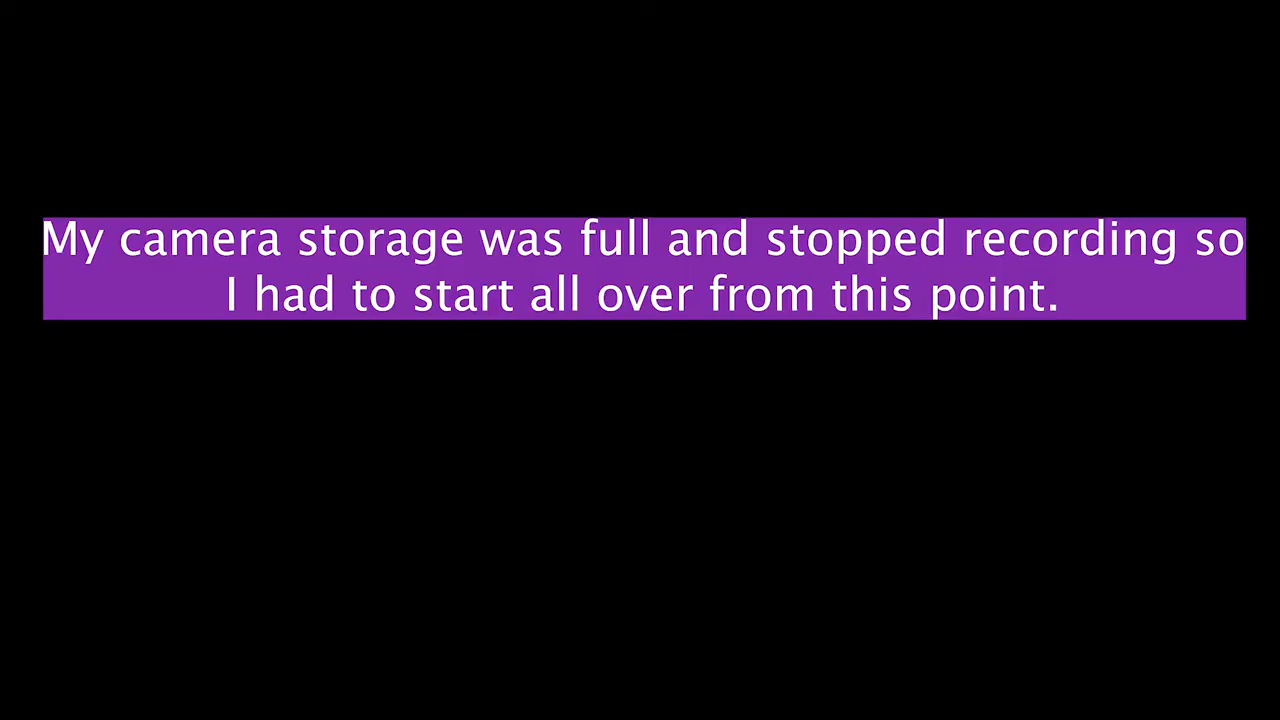 My camera storage was full and stopped recording so
I had to start all over from this point.